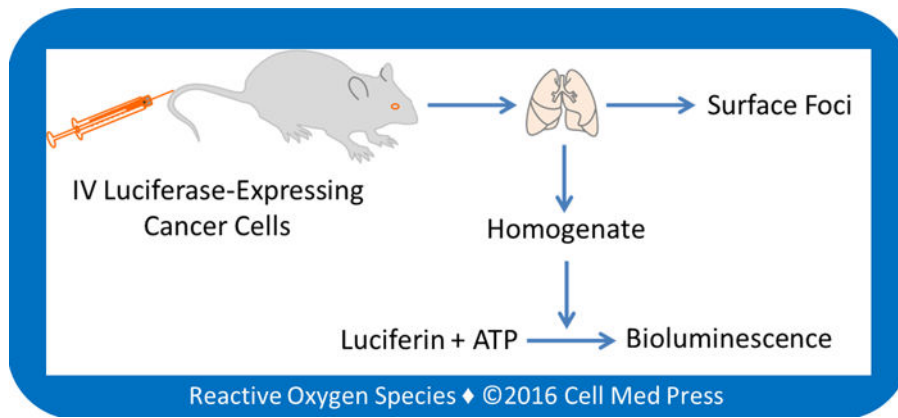 Surface Foci
IV Luciferase-Expressing
Cancer Cells
Homogenate
Luciferin + ATP
Bioluminescence
Reactive Oxygen Species ♦ ©2016 Cell Med Press